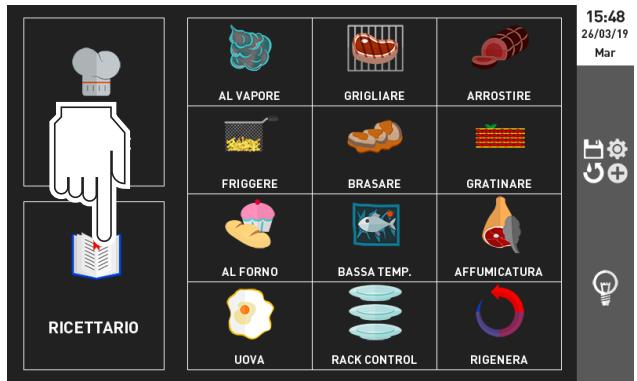 RICETTARIO
AL VAPORE
GRIGLIARE
ARROSTIRE
FRIGGERE
BRASARE
GRATINARE
AL FORNO
BASSA TEMP.
AFFUMICATURA
UOVA
RACK CONTROL
RIGENERA
15:48
26/03/19
Mar